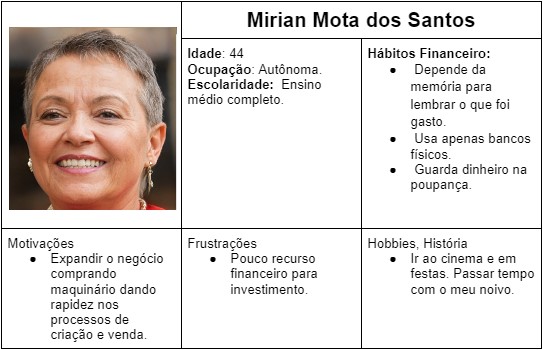 Mirian Mota dos Santos
Idade: 44
Ocupação: Autônoma.
Escolaridade:  Ensino
médio completo.
Hábitos Financeiro:
● Depende da
memória para
lembrar o que foi
gasto.
● Usa apenas bancos
físicos.
● Guarda dinheiro na
poupança.
Motivações
● Expandir o negócio
comprando
maquinário dando
rapidez nos
processos de
criação e venda.
Frustrações
● Pouco recurso
financeiro para
investimento.
Hobbies, História
● Ir ao cinema e em
festas. Passar tempo
com o meu noivo.